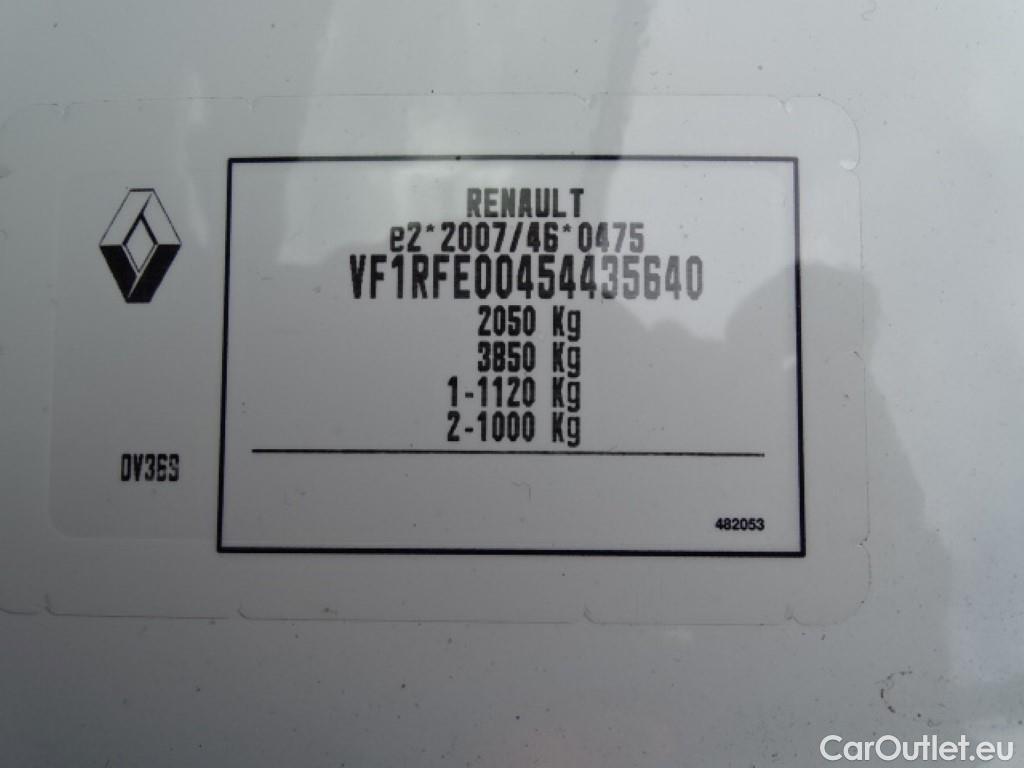 RENAULT
e2*2007/46*0475
VF1RFE00454435640
2050 Kg
3850 Kg
1-1120 Kg
2-1000 Kg
DV36S
482053
CarOutlet.eu